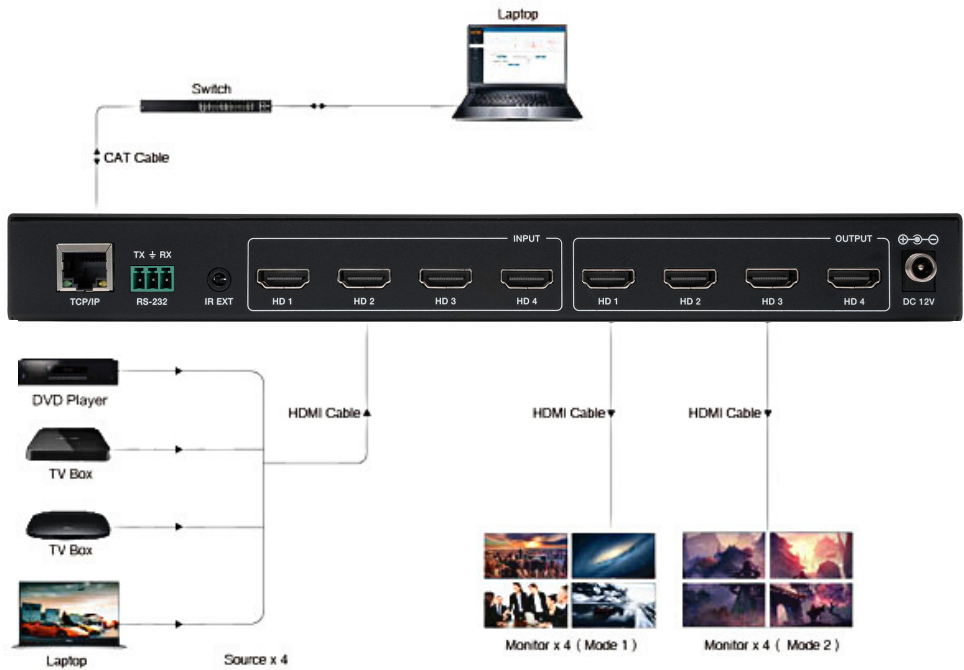 Laptop
Switch
CAT Cable
INPUT
OUTPUT
TX RX
TCP/IP
RS-232
IR EXT
HD 1
HD 2
HD 3
HD 4
HD 1
HD 2
HD 3
HD 4
DC 12V
DVD Player
HDMI Cable
HDMI Cable
HDMI Cable
TV Box
TV Box
Laptop
Source x 4
Monitor x 4 ( Mode 1 )
Monitor x 4 ( Mode 2 )